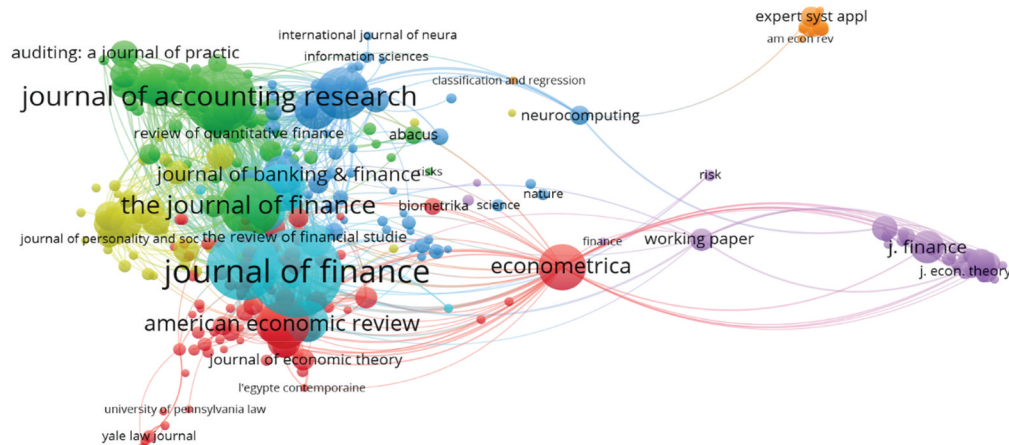 expert syst appl
am econ rev
international journal of neura
information sciences
auditing: a journal of practic
classification and regression
journal of accounting research
neurocomputing
review of quantitative finance
abacus
journal of banking & finance
risks
risk
nature
the journal of finance
biometrika
science
journal of personality and soc
the review of financial studie
finance
working paper
j. finance
econometrica
journal of finance
j. econ. theory
american economic review
journal of economic theory
l'egypte contemporaine
university of pennsylvania law
yale law journal